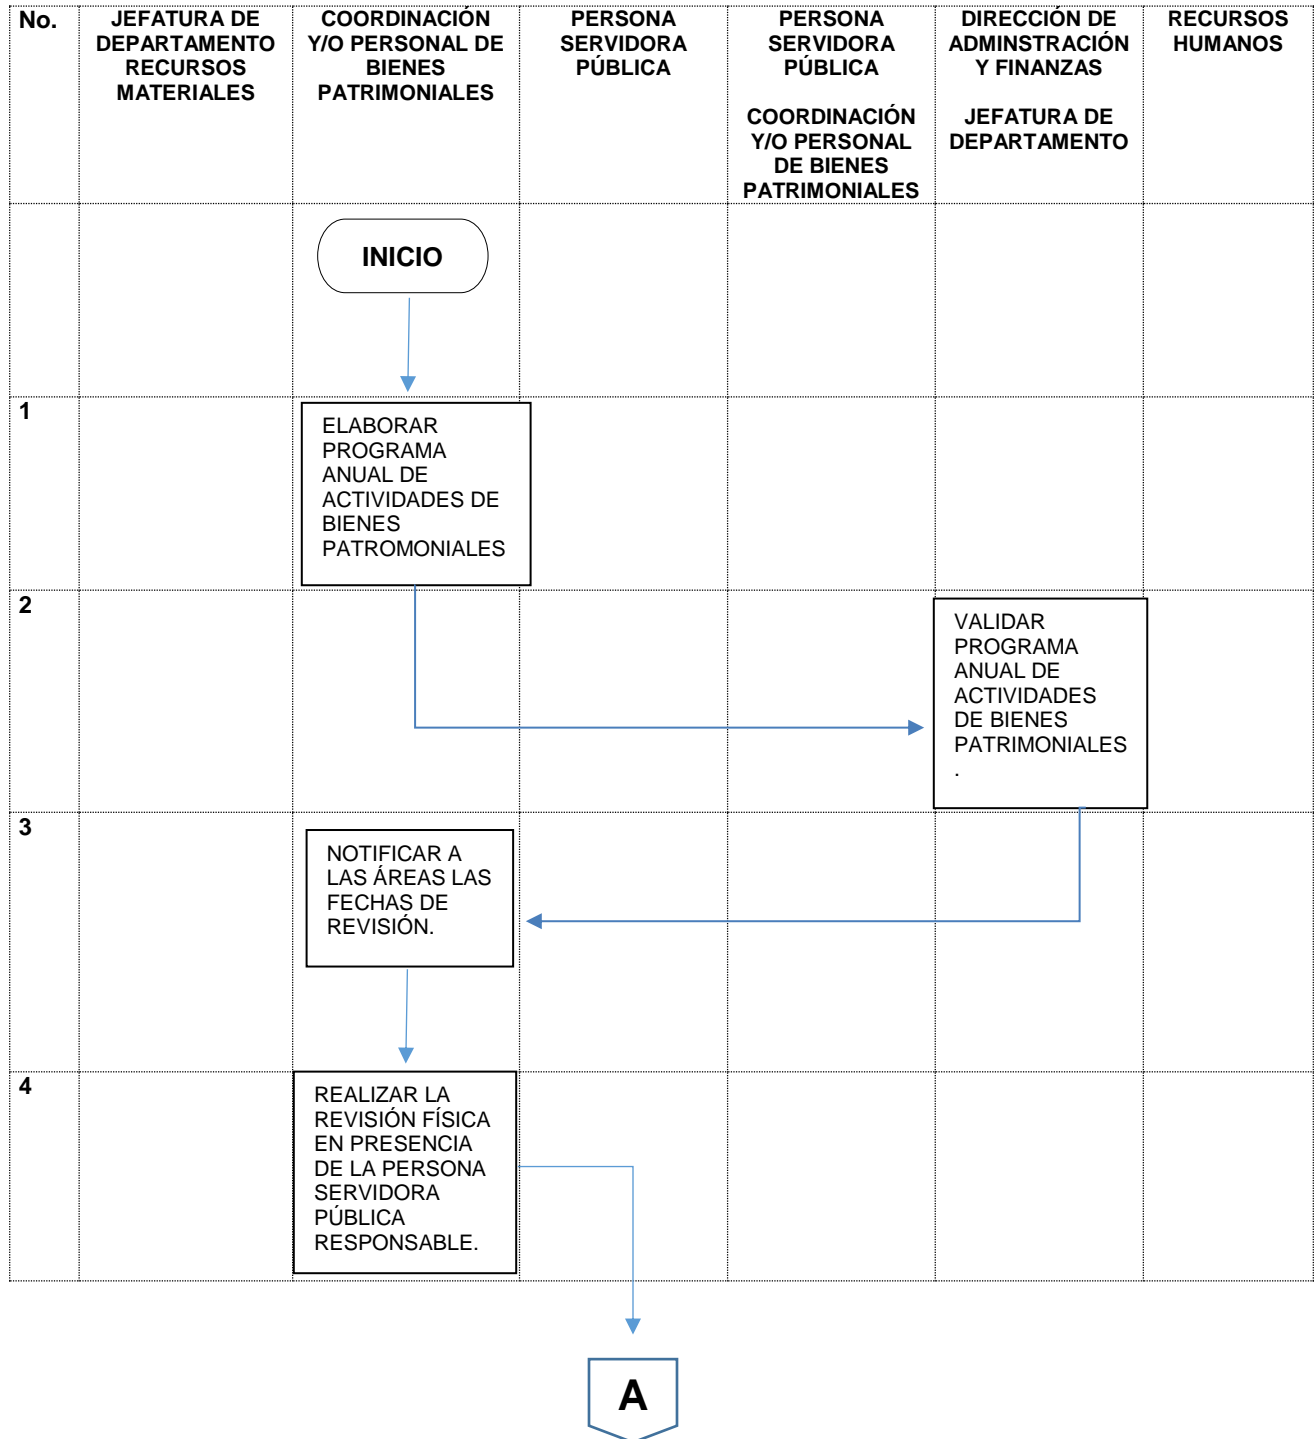 No.
JEFATURA DE
DEPARTAMENTO
RECURSOS
MATERIALES
COORDINACIÓN
Y/O PERSONAL DE
BIENES
PATRIMONIALES
PERSONA
SERVIDORA
PÚBLICA
PERSONA
SERVIDORA
PÚBLICA
COORDINACIÓN
Y/O PERSONAL
DE BIENES
PATRIMONIALES
DIRECCIÓN DE
ADMINSTRACIÓN
Y FINANZAS
JEFATURA DE
DEPARTAMENTO
RECURSOS
HUMANOS
INICIO
1
ELABORAR
PROGRAMA
ANUAL DE
ACTIVIDADES DE
BIENES
PATROMONIALES
2
VALIDAR
PROGRAMA
ANUAL DE
ACTIVIDADES
DE BIENES
PATRIMONIALES
.
3
NOTIFICAR A
LAS ÁREAS LAS
FECHAS DE
REVISIÓN.
4
REALIZAR LA
REVISIÓN FÍSICA
EN PRESENCIA
DE LA PERSONA
SERVIDORA
PÚBLICA
RESPONSABLE.
A